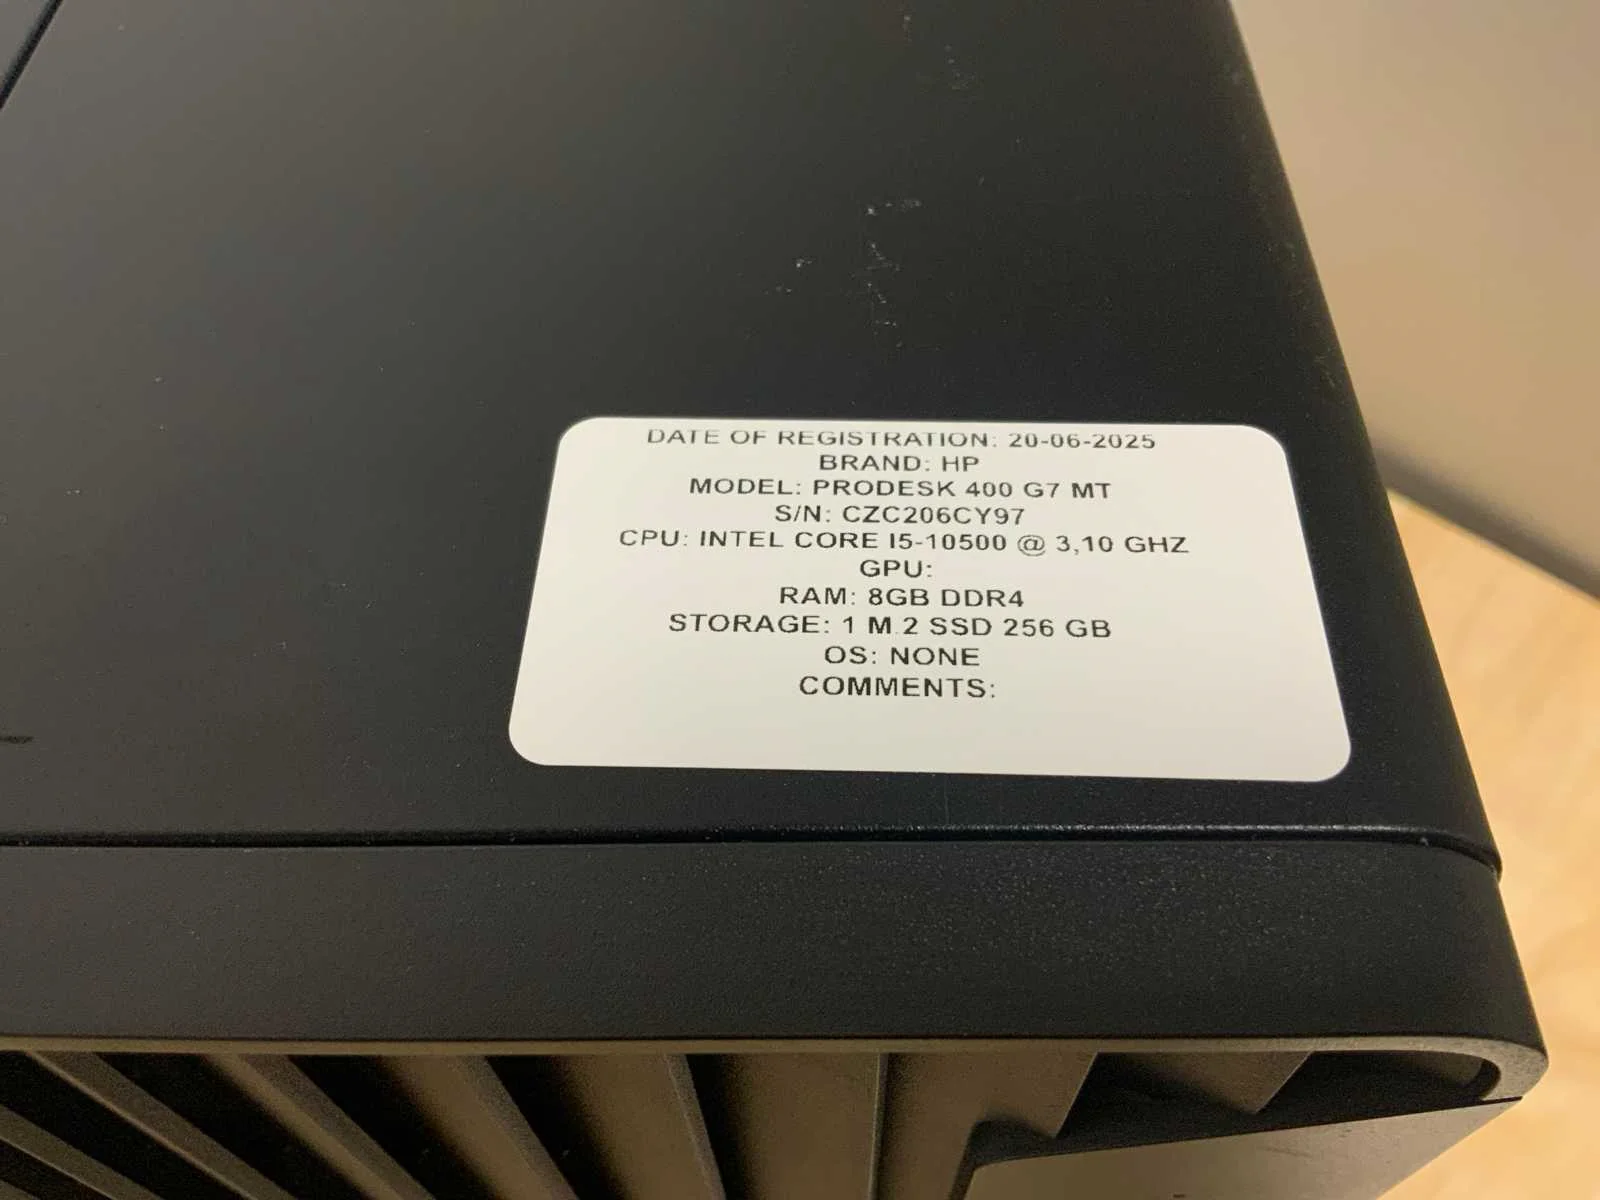 DATE OF REGISTRATION: 20-06-2025
BRAND: HP
MODEL: PRODESK 400 G7 MT
S/N: CZC206CY97
CPU: INTEL CORE I5-10500 @ 3,10 GHZ
GPU:
RAM: 8GB DDR4
STORAGE: 1 M.2 SSD 256 GB
OS: NONE
COMMENTS: